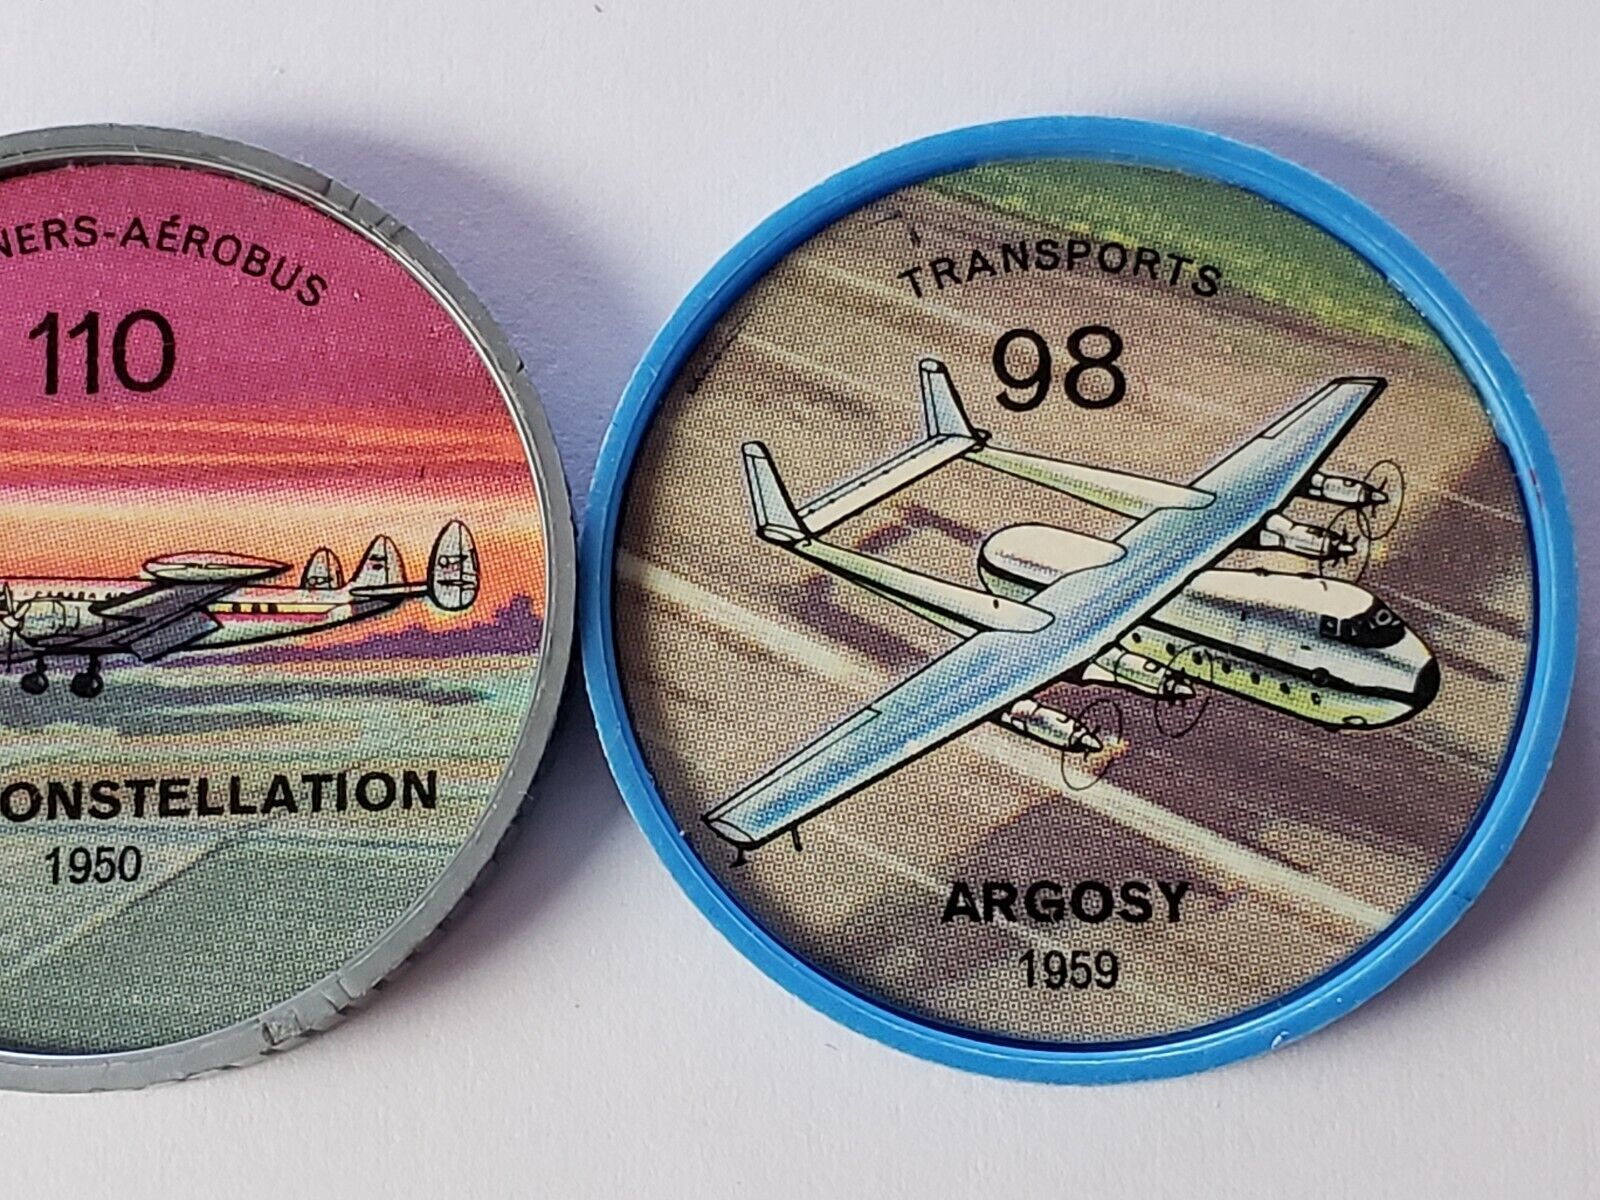 NERS-AÉROBUS
110
ONSTELLATION
1950
TRANSPORTS
98
ARGOSY
1959